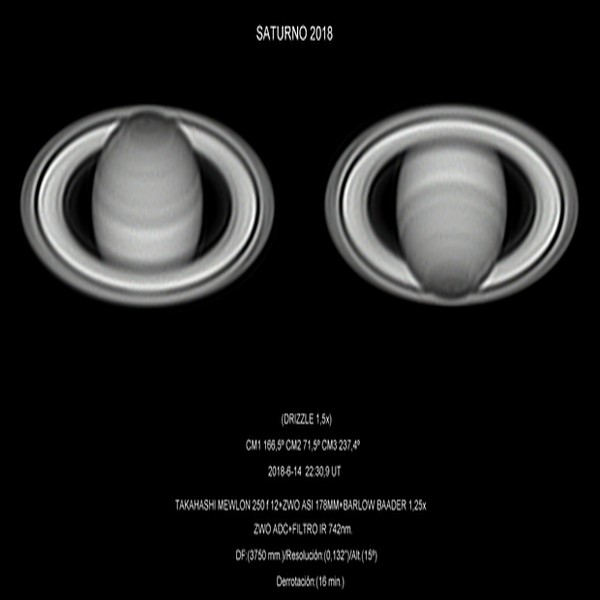 SATURNO 2018
(DRIZZLE 1,5x)
CM1 166,5º CM2 71,5º CM3 237,4º
2018-6-14 22:30,9 UT
TAKAHASHI MEWLON 250 f 12+ZWO ASI 178MM+BARLOW BAADER 1,25x
ZWO ADC+FILTRO IR 742nm.
DF:(3750 mm.)/Resolución:(0,132")/Alt.(15º)
Derrotación:(16 min.)